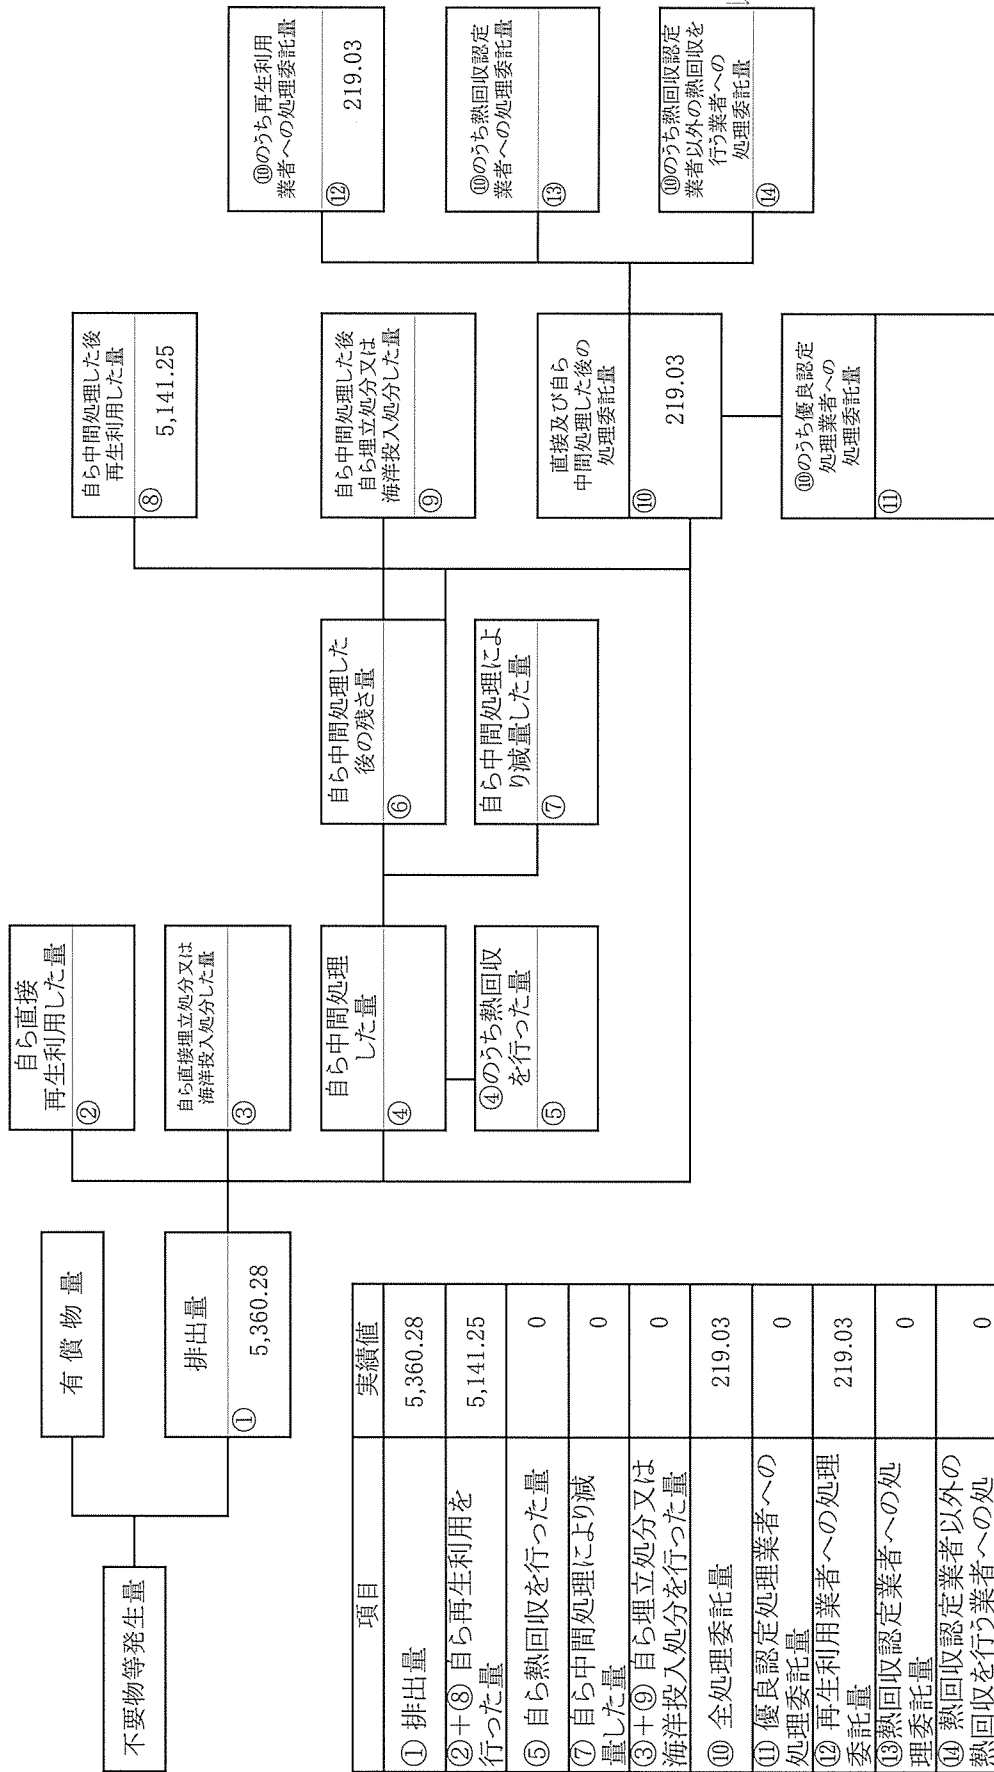 不要物等発生量
有償物量
排出量
①
5,360.28
自ら直接
再生利用した量
②
自ら直接埋立処分又は
海洋投入処分した量
③
自ら中間処理
した量
④
④のうち熱回収
を行った量
⑤
自ら中間処理した
後の残さ量
⑥
自ら中間処理によ
り減量した量
⑦
自ら中間処理した後
再生利用した量
⑧
5,141.25
自ら中間処理した後
自ら埋立処分又は
海洋投入処分した量
⑨
直接及び自ら
中間処理した後の
処理委託量
⑩
219.03
⑩のうち優良認定
処理業者への
処理委託量
⑪
⑩のうち再生利用
業者への処理委託量
⑫
219.03
⑩のうち熱回収認定
業者への処理委託量
⑬
⑩のうち熱回収認定
業者以外の熱回収を
行う業者への
処理委託量
⑭
項目 実績値
① 排出量 5,360.28
②+⑧ 自ら再生利用を
行った量 5,141.25
⑤ 自ら熱回収を行った量 0
⑦ 自ら中間処理により減
量した量 0
③+⑨ 自ら埋立処分又は
海洋投入処分を行った量 0
⑩ 全処理委託量 219.03
⑪ 優良認定処理業者への
処理委託量 0
⑫ 再生利用業者への処理
委託量 219.03
⑬熱回収認定業者への処
理委託量 0
⑭ 熱回収認定業者以外の
熱回収を行う業者への処 0